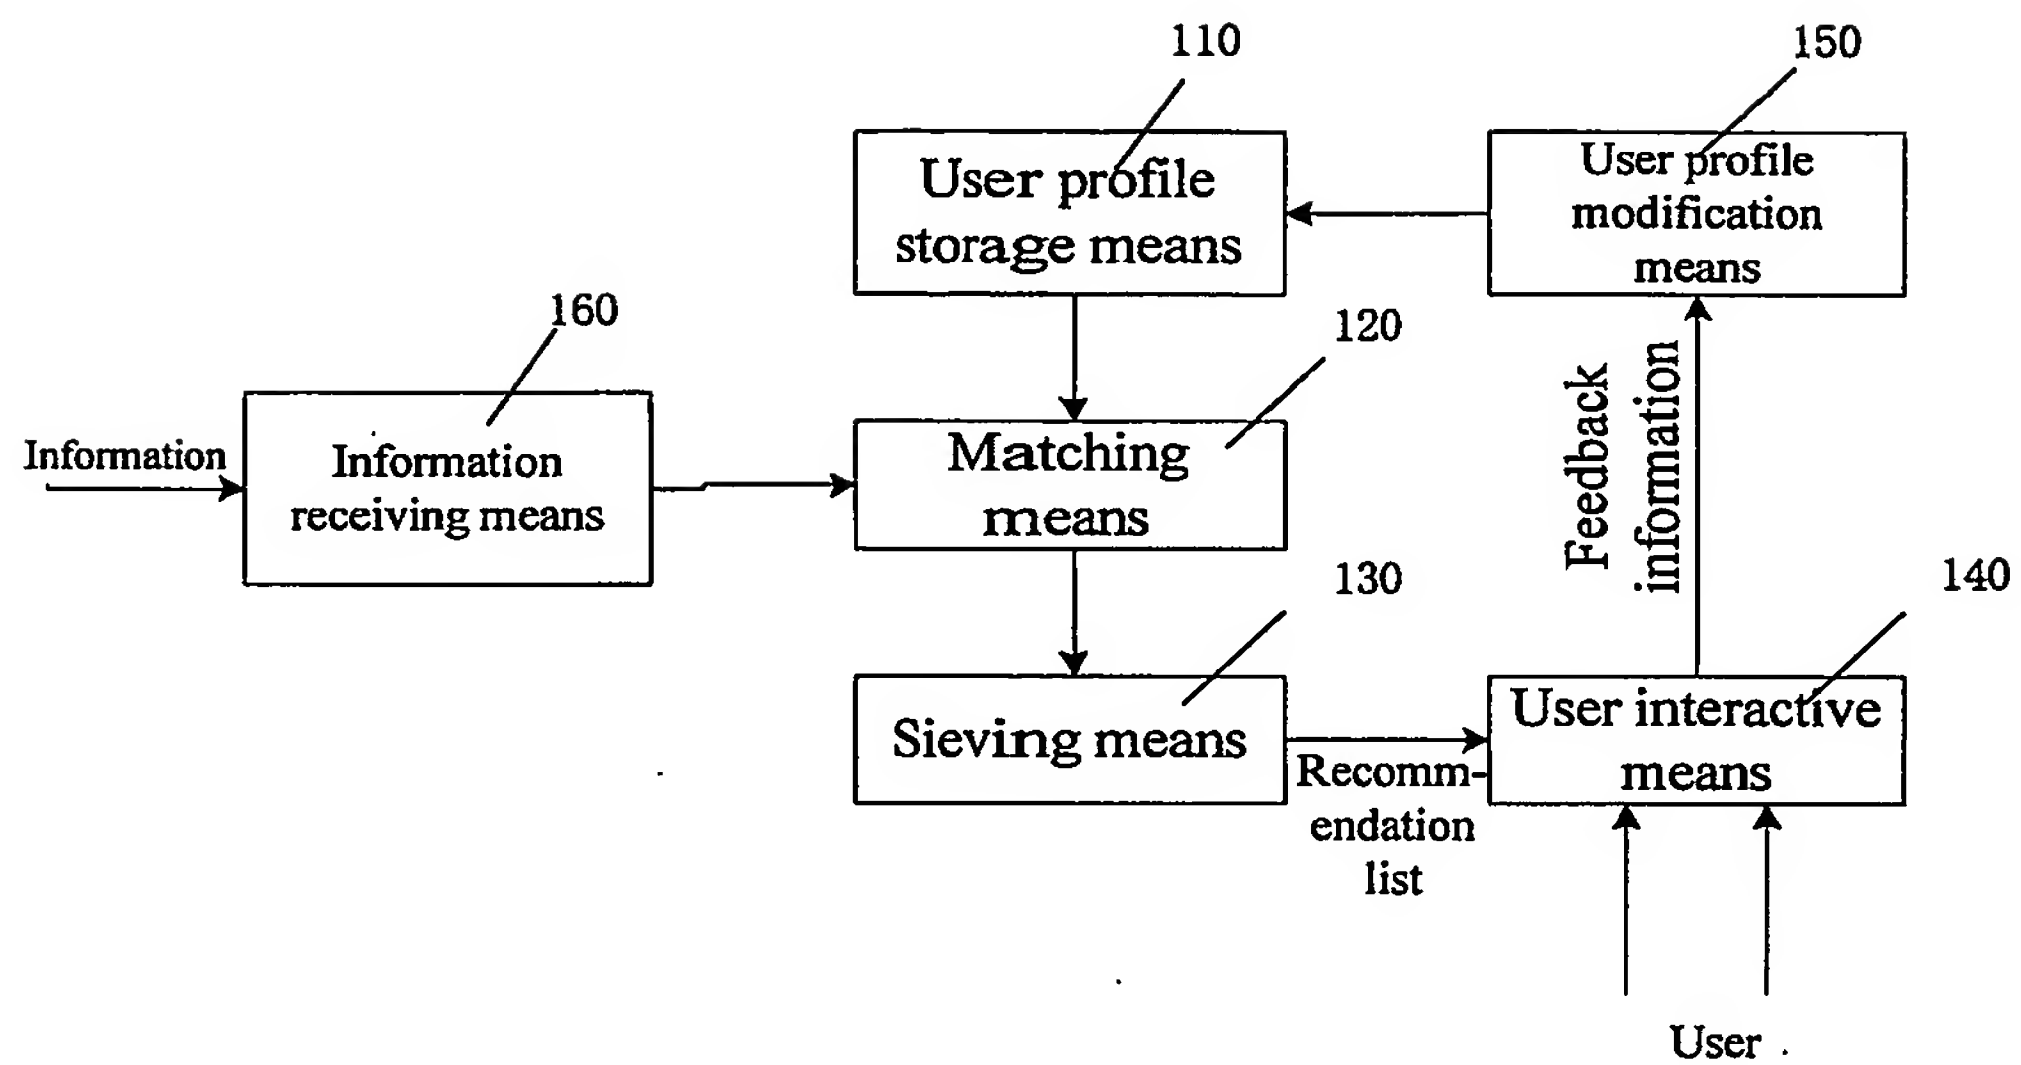 110
150
User profile
storage means
User profile
modification
means
160
120
Information
Information
receiving means
Matching
means
Feedback
information
130
140
Sieving means
Recomm-
endation
list
User interactive
means
User